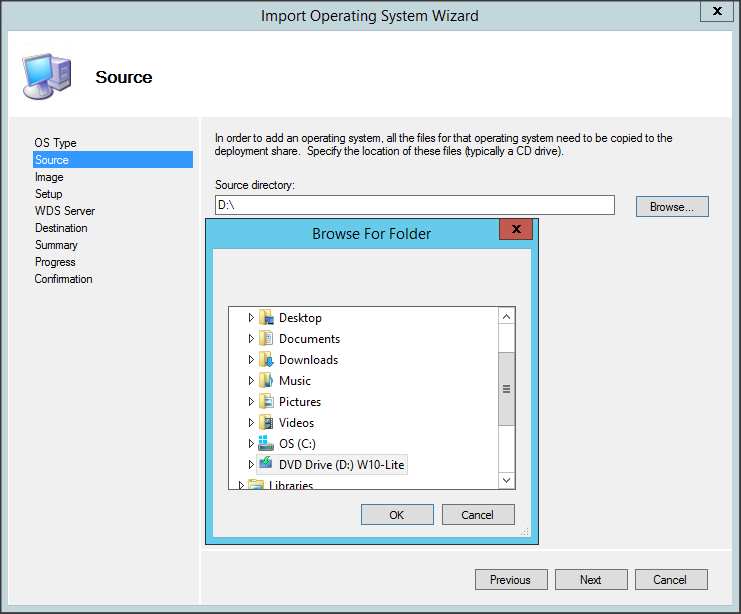 Import Operating System Wizard
x
Source
OS Type
Source
Image
Setup
WDS Server
Destination
Summary
Progress
Confirmation
In order to add an operating system, all the files for that operating system need to be copied to the
deployment share.  Specify the location of these files (typically a CD drive).
Source directory:
D:\
Browse...
Browse For Folder
x
Desktop
Documents
Downloads
Music
Pictures
Videos
OS (C:)
DVD Drive (D:) W10-Lite
Libraries
OK
Cancel
Previous
Next
Cancel